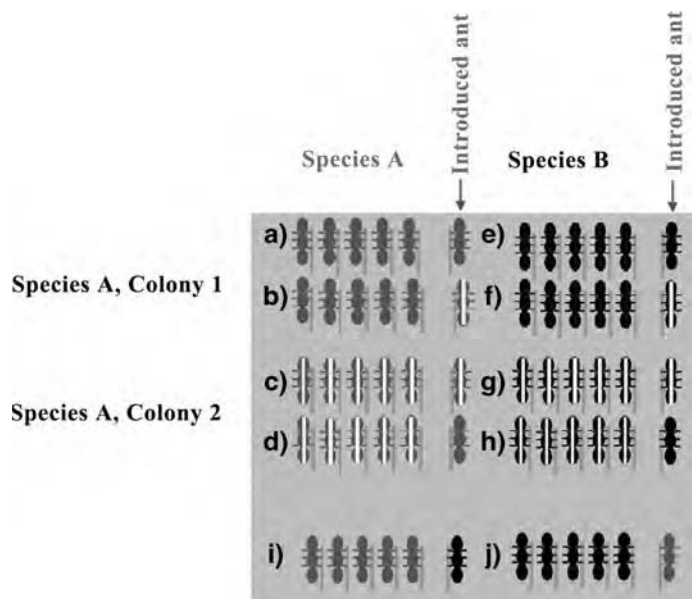 Introduced ant
Introduced ant
Species A
Species B
a)
e)
Species A, Colony 1
b)
f)
c)
g)
Species A, Colony 2
d)
h)
i)
j)